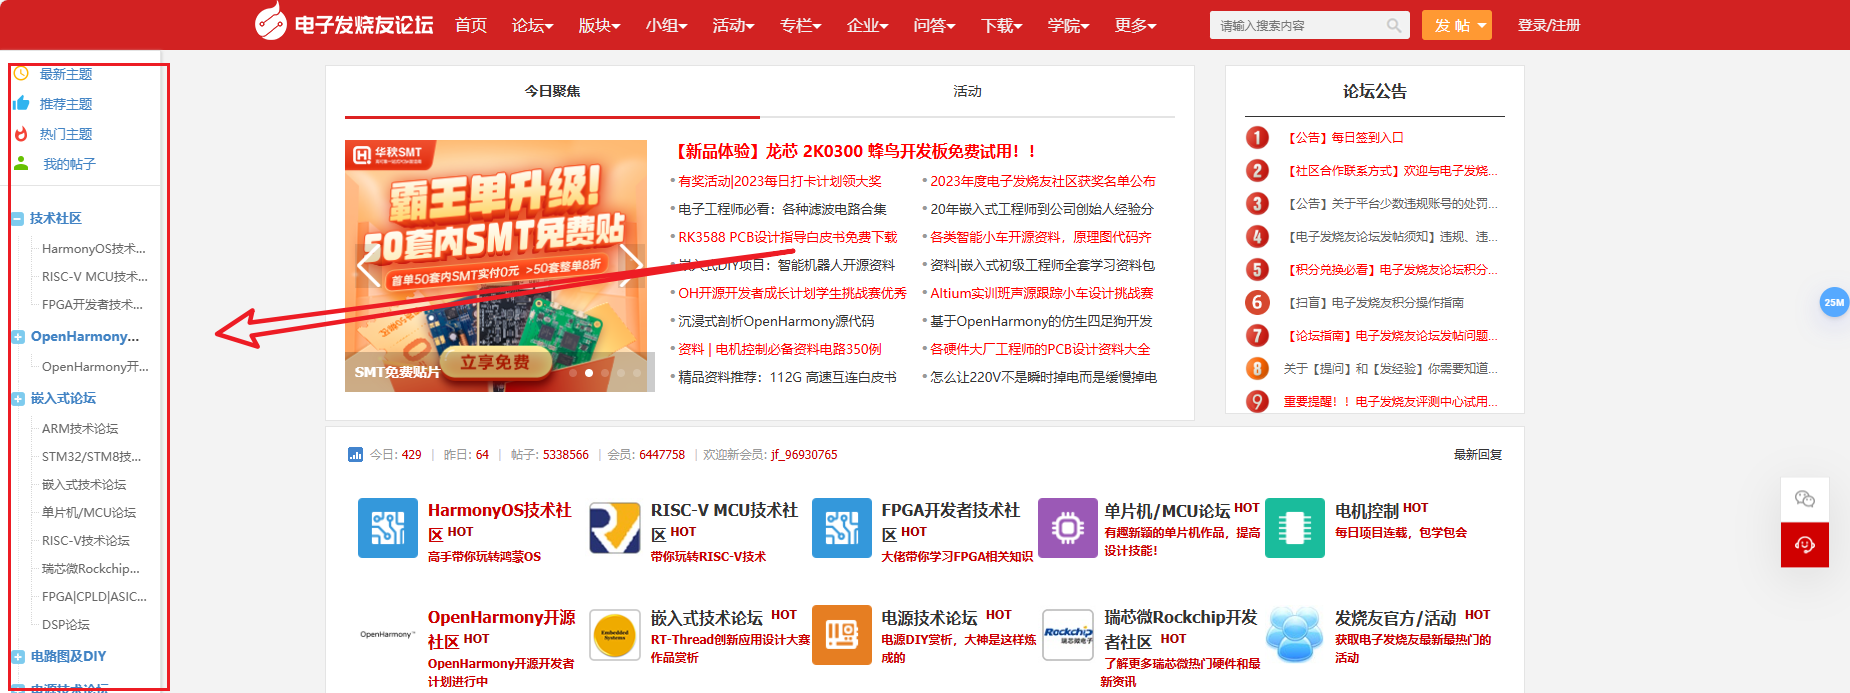 电子发烧友论坛 首页 论坛 版块 小组 活动 专栏 企业 问答 下载 学院 更多 请输入搜索内容 发 帖 登录/注册
最新主题
推荐主题
热门主题
我的帖子
技术社区
HarmonyOS技术...
RISC-V MCU技术...
FPGA开发者技术...
OpenHarmony...
OpenHarmony开...
嵌入式论坛
ARM技术论坛
STM32/STM8技...
嵌入式技术论坛
单片机/MCU论坛
RISC-V技术论坛
瑞芯微Rockchip...
FPGA|CPLD|ASIC...
DSP论坛
电路图及DIY
电源技术论坛
今日聚焦 活动
华秋SMT
霸王单升级!
50套内SMT免费贴
首单50套内SMT实付0元 >50套整单8折
立享免费
SMT免费贴片
【新品体验】龙芯 2K0300 蜂鸟开发板免费试用！!
有奖活动|2023每日打卡计划领大奖
2023年度电子发烧友社区获奖名单公布
电子工程师必看：各种滤波电路合集
20年嵌入式工程师到公司创始人经验分
RK3588 PCB设计指导白皮书免费下载
各类智能小车开源资料，原理图代码齐
嵌入式DIY项目：智能机器人开源资料
资料|嵌入式初级工程师全套学习资料包
OH开源开发者成长计划学生挑战赛优秀
Altium实训班声源跟踪小车设计挑战赛
沉浸式剖析OpenHarmony源代码
基于OpenHarmony的仿生四足狗开发
资料 | 电机控制必备资料电路350例
各硬件大厂工程师的PCB设计资料大全
精品资料推荐：112G 高速互连白皮书
怎么让220V不是瞬时掉电而是缓慢掉电
论坛公告
1 【公告】每日签到入口
2 【社区合作联系方式】欢迎与电子发烧...
3 【公告】关于平台少数违规账号的处罚...
4 【电子发烧友论坛发帖须知】违规、违...
5 【积分兑换必看】电子发烧友论坛积分...
6 【扫盲】电子发烧友积分操作指南
7 【论坛指南】电子发烧友论坛发帖问题...
8 关于【提问】和【发经验】你需要知道...
9 重要提醒！！电子发烧友评测中心试用...
25M
今日: 429 | 昨日: 64 | 帖子: 5338566 | 会员: 6447758 | 欢迎新会员: jf_96930765
最新回复
HarmonyOS技术社
区 HOT
高手带你玩转鸿蒙OS
RISC-V MCU技术社
区 HOT
带你玩转RISC-V技术
FPGA开发者技术社
区 HOT
大佬带你学习FPGA相关知识
单片机/MCU论坛 HOT
有趣新颖的单片机作品，提高
设计技能！
电机控制 HOT
每日项目连载，包学包会
OpenHarmony
OpenHarmony开源
社区 HOT
OpenHarmony开源开发者
计划进行中
Embedded
Systems
嵌入式技术论坛 HOT
RT-Thread创新应用设计大赛
作品赏析
电源技术论坛 HOT
电源DIY赏析，大神是这样炼
成的
Rockchip
瑞芯微电子
瑞芯微Rockchip开发
者社区 HOT
了解更多瑞芯微热门硬件和最
新资讯
发烧友官方/活动 HOT
获取电子发烧友最新最热门的
活动